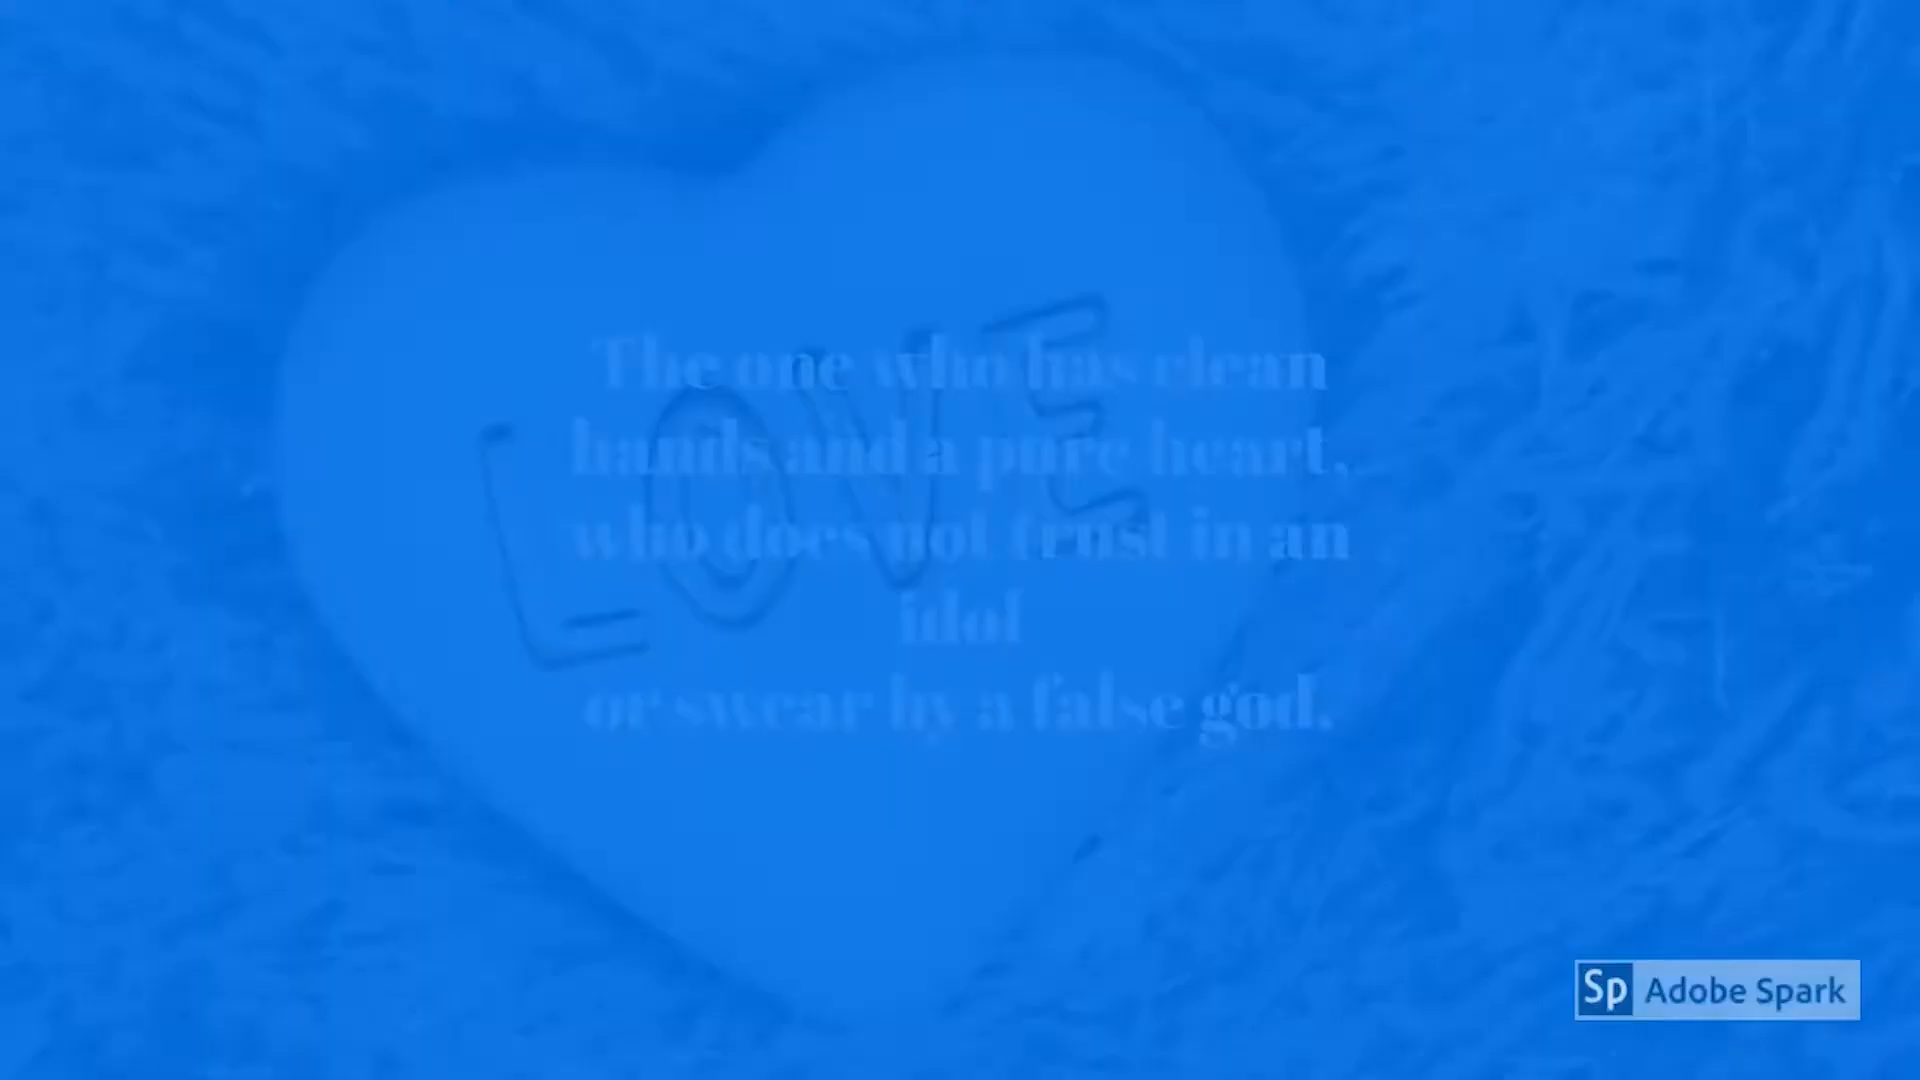 LOVE
The one who has clean
hands and a pure heart,
who does not trust in an
idol
or swear by a false god.
Sp Adobe Spark